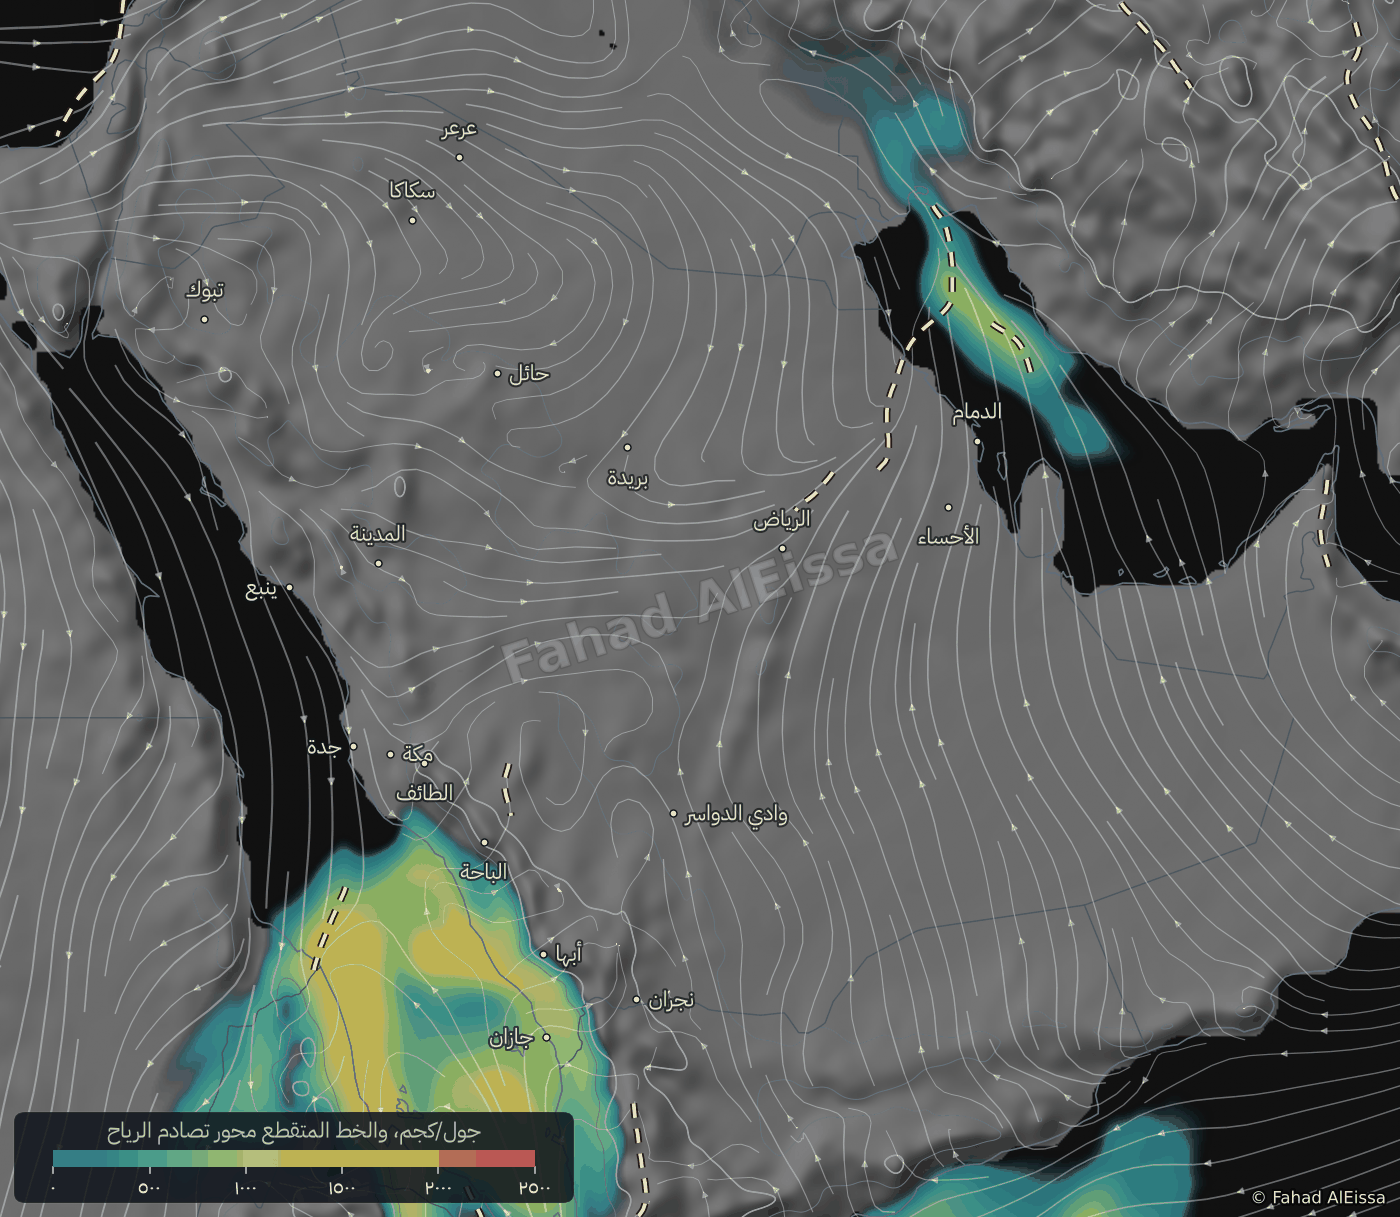 عرعر
سكاكا
تبوك
حائل
الدمام
بريدة
الرياض
الأحساء
المدينة
ينبع
Fahad AlEissa
جدة
مكة
الطائف
وادي الدواسر
الباحة
أبها
نجران
جازان
جول/كجم، والخط المتقطع محور تصادم الرياح
٠ ٥٠٠ ١٠٠٠ ١٥٠٠ ٢٠٠٠ ٢٥٠٠
© Fahad AlEissa